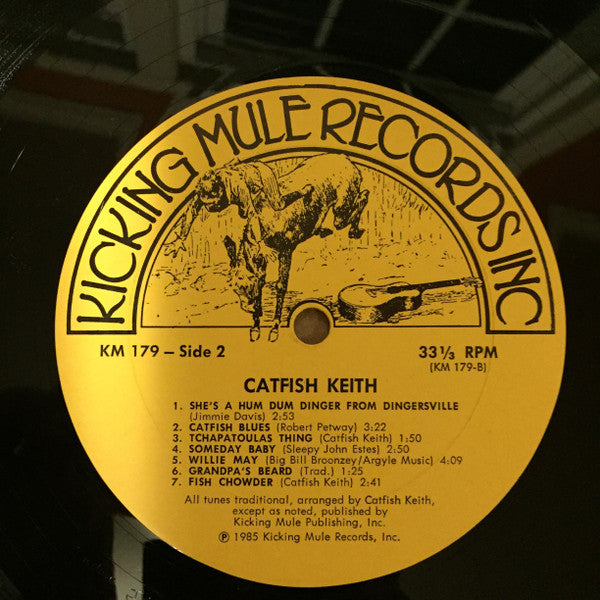 KICKING MULE RECORDS INC
KM 179 – Side 2
33 1/3 RPM
(KM 179-B)
CATFISH KEITH
1. SHE'S A HUM DUM DINGER FROM DINGERSVILLE
(Jimmie Davis) 2:53
2. CATFISH BLUES (Robert Petway) 3:22
3. TCHAPATOULAS THING (Catfish Keith) 1:50
4. SOMEDAY BABY (Sleepy John Estes) 2:50
5. WILLIE MAY (Big Bill Broonzey/Argyle Music) 4:09
6. GRANDPA'S BEARD (Trad.) 1:25
7. FISH CHOWDER (Catfish Keith) 2:41
All tunes traditional, arranged by Catfish Keith,
except as noted, published by
Kicking Mule Publishing, Inc.
℗ 1985 Kicking Mule Records, Inc.